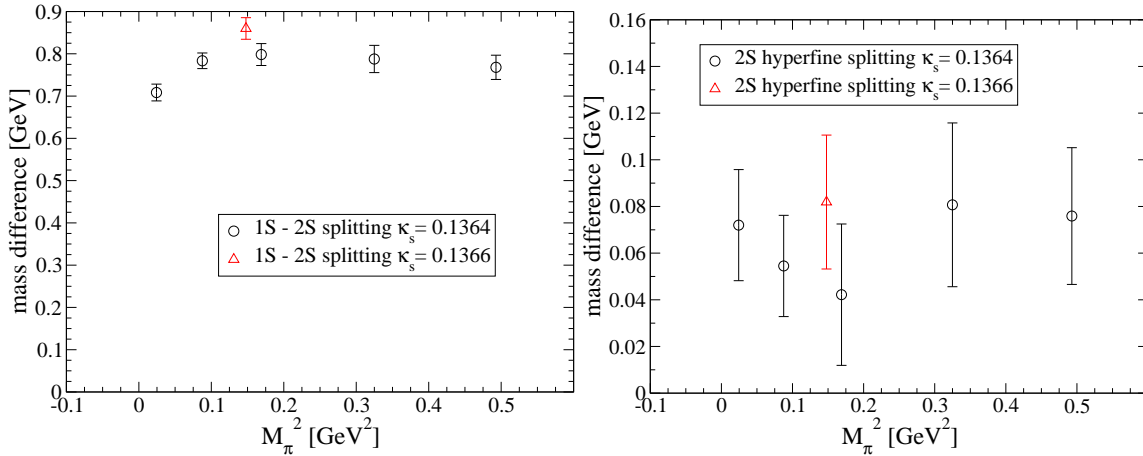 0.9
0.8
0.7
0.6
0.5
0.4
0.3
0.2
0.1
0
mass difference [GeV]
1S - 2S splitting κs= 0.1364
1S - 2S splitting κs= 0.1366
-0.1 0 0.1 0.2 0.3 0.4 0.5
Mπ2 [GeV2]
0.16
0.14
0.12
0.1
0.08
0.06
0.04
0.02
0
mass difference [GeV]
2S hyperfine splitting κs= 0.1364
2S hyperfine splitting κs= 0.1366
-0.1 0 0.1 0.2 0.3 0.4 0.5
Mπ2 [GeV2]